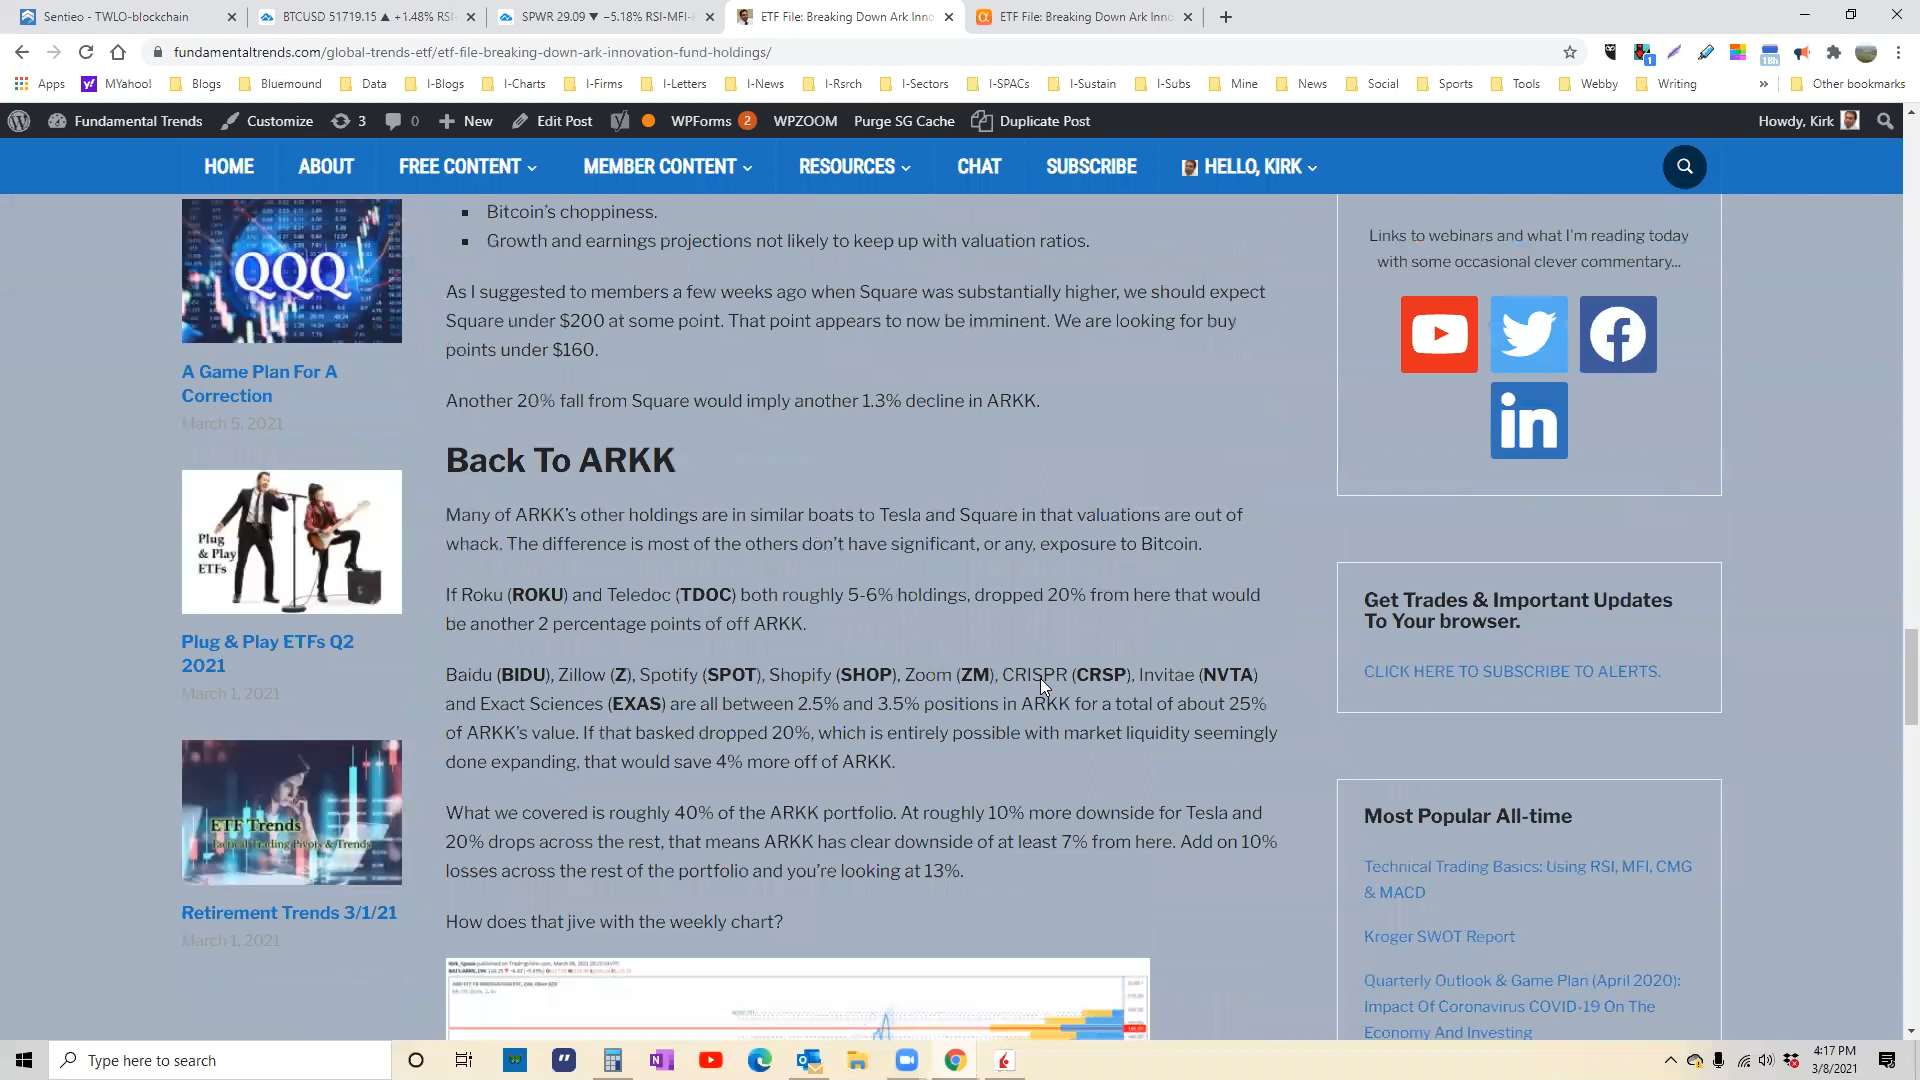 Sentieo - TWLO-blockchain
BTCUSD 51719.15 ▲ +1.48% RSI-
SPWR 29.09 ▼ −5.18% RSI-MFI-
ETF File: Breaking Down Ark Inno
ETF File: Breaking Down Ark Inno
fundamentaltrends.com/global-trends-etf/etf-file-breaking-down-ark-innovation-fund-holdings/
1
18h
Apps
MYahoo!
Blogs
Bluemound
Data
I-Blogs
I-Charts
I-Firms
I-Letters
I-News
I-Rsrch
I-Sectors
I-SPACs
I-Sustain
I-Subs
Mine
News
Social
Sports
Tools
Webby
Writing
»
Other bookmarks
Fundamental Trends
Customize
3
0
New
Edit Post
WPForms 2
WPZOOM
Purge SG Cache
Duplicate Post
Howdy, Kirk
HOME
ABOUT
FREE CONTENT
MEMBER CONTENT
RESOURCES
CHAT
SUBSCRIBE
HELLO, KIRK
QQQ
A Game Plan For A
Correction
March 5, 2021
Plug
& Play
ETFs
Plug & Play ETFs Q2
2021
March 1, 2021
ETF Trends
Tactical Trading Pivots & Trends
Retirement Trends 3/1/21
March 1, 2021
▪ Bitcoin's choppiness.
▪ Growth and earnings projections not likely to keep up with valuation ratios.
As I suggested to members a few weeks ago when Square was substantially higher, we should expect
Square under $200 at some point. That point appears to now be imminent. We are looking for buy
points under $160.
Another 20% fall from Square would imply another 1.3% decline in ARKK.
Back To ARKK
Many of ARKK's other holdings are in similar boats to Tesla and Square in that valuations are out of
whack. The difference is most of the others don't have significant, or any, exposure to Bitcoin.
If Roku (ROKU) and Teledoc (TDOC) both roughly 5-6% holdings, dropped 20% from here that would
be another 2 percentage points of off ARKK.
Baidu (BIDU), Zillow (Z), Spotify (SPOT), Shopify (SHOP), Zoom (ZM), CRISPR (CRSP), Invitae (NVTA)
and Exact Sciences (EXAS) are all between 2.5% and 3.5% positions in ARKK for a total of about 25%
of ARKK's value. If that basked dropped 20%, which is entirely possible with market liquidity seemingly
done expanding, that would save 4% more off of ARKK.
What we covered is roughly 40% of the ARKK portfolio. At roughly 10% more downside for Tesla and
20% drops across the rest, that means ARKK has clear downside of at least 7% from here. Add on 10%
losses across the rest of the portfolio and you're looking at 13%.
How does that jive with the weekly chart?
Links to webinars and what I'm reading today
with some occasional clever commentary...
in
Get Trades & Important Updates
To Your browser.
CLICK HERE TO SUBSCRIBE TO ALERTS.
Most Popular All-time
Technical Trading Basics: Using RSI, MFI, CMG
& MACD
Kroger SWOT Report
Quarterly Outlook & Game Plan (April 2020):
Impact Of Coronavirus COVID-19 On The
Economy And Investing
Type here to search
4:17 PM
3/8/2021